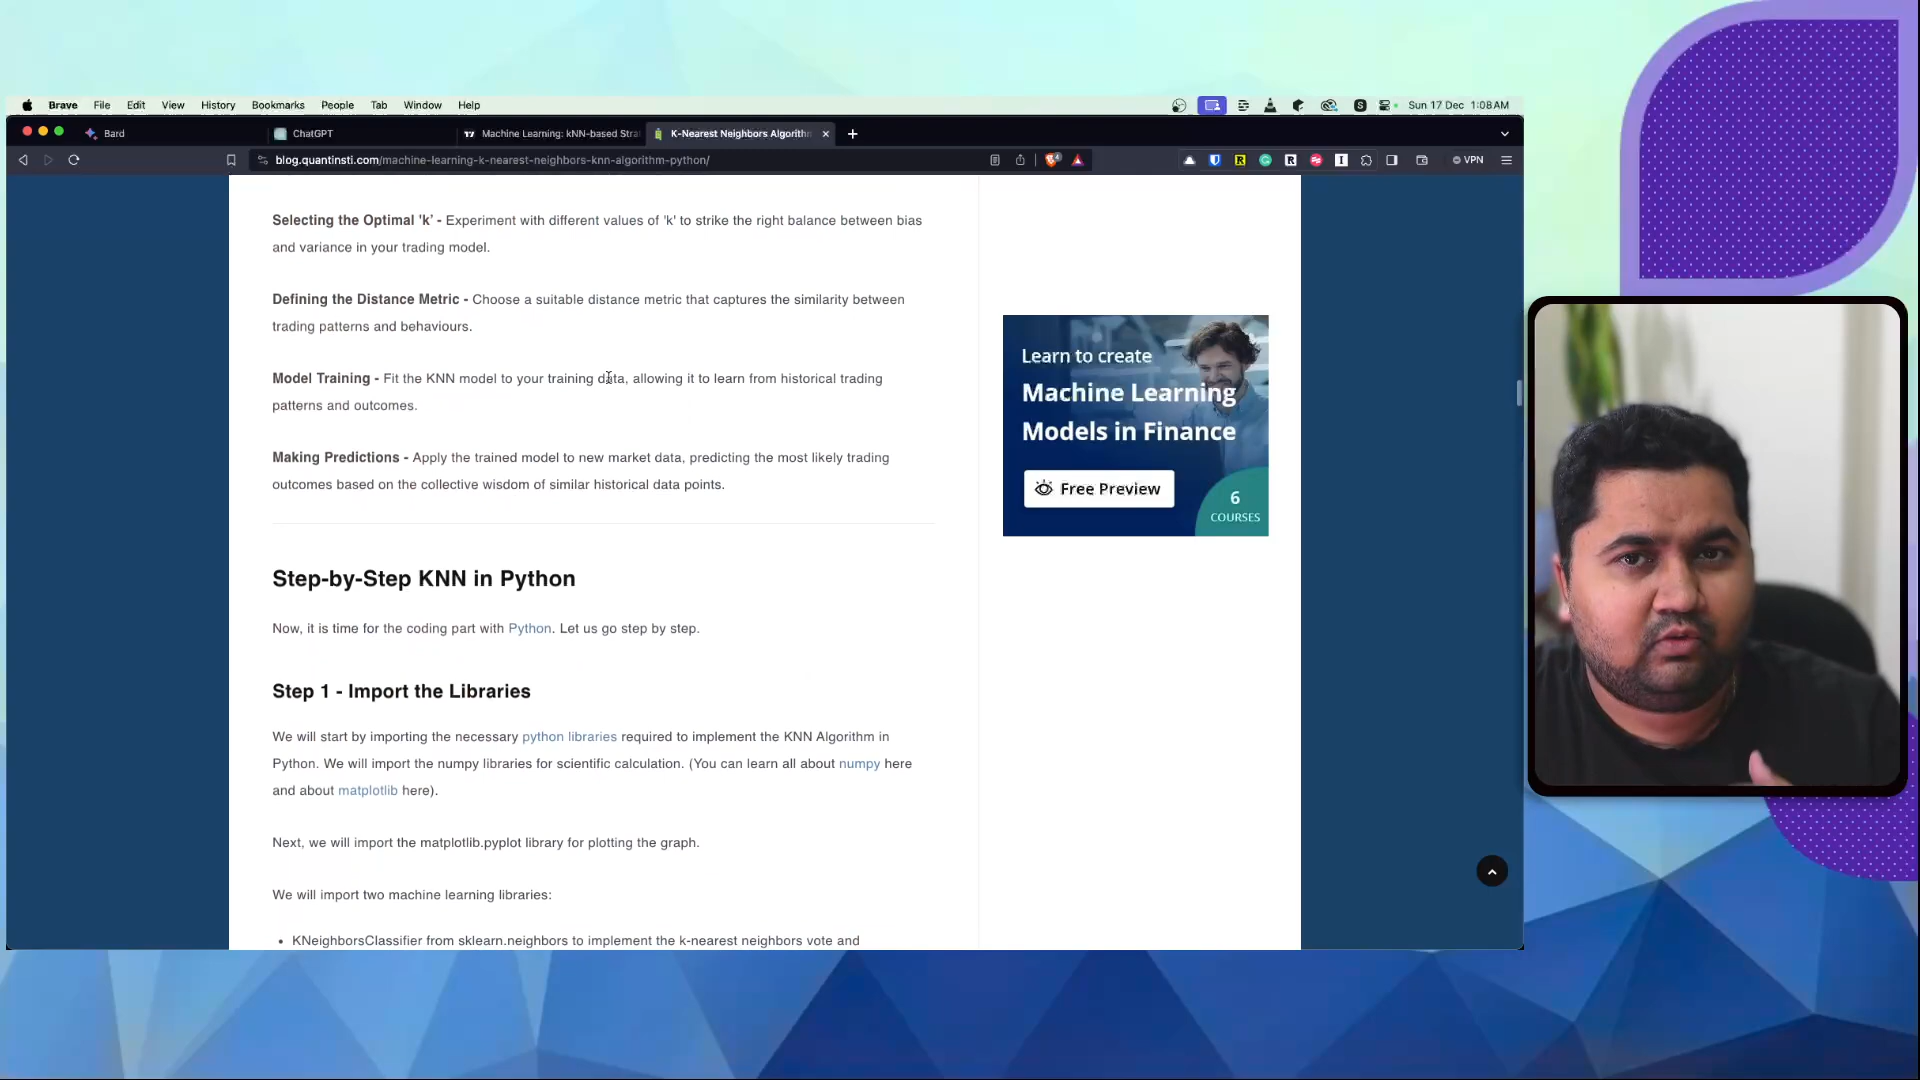 Brave File Edit View History Bookmarks People Tab Window Help Sun 17 Dec 1:08 AM
Bard ChatGPT Machine Learning: kNN-based Stra K-Nearest Neighbors Algorith
blog.quantinsti.com/machine-learning-k-nearest-neighbors-knn-algorithm-python/ VPN
Selecting the Optimal 'k' - Experiment with different values of 'k' to strike the right balance between bias
and variance in your trading model.
Defining the Distance Metric - Choose a suitable distance metric that captures the similarity between
trading patterns and behaviours.
Model Training - Fit the KNN model to your training data, allowing it to learn from historical trading
patterns and outcomes.
Making Predictions - Apply the trained model to new market data, predicting the most likely trading
outcomes based on the collective wisdom of similar historical data points.
Step-by-Step KNN in Python
Now, it is time for the coding part with Python. Let us go step by step.
Step 1 - Import the Libraries
We will start by importing the necessary python libraries required to implement the KNN Algorithm in
Python. We will import the numpy libraries for scientific calculation. (You can learn all about numpy here
and about matplotlib here).
Next, we will import the matplotlib.pyplot library for plotting the graph.
We will import two machine learning libraries:
• KNeighborsClassifier from sklearn.neighbors to implement the k-nearest neighbors vote and
Learn to create
Machine Learning
Models in Finance
Free Preview
6
COURSES